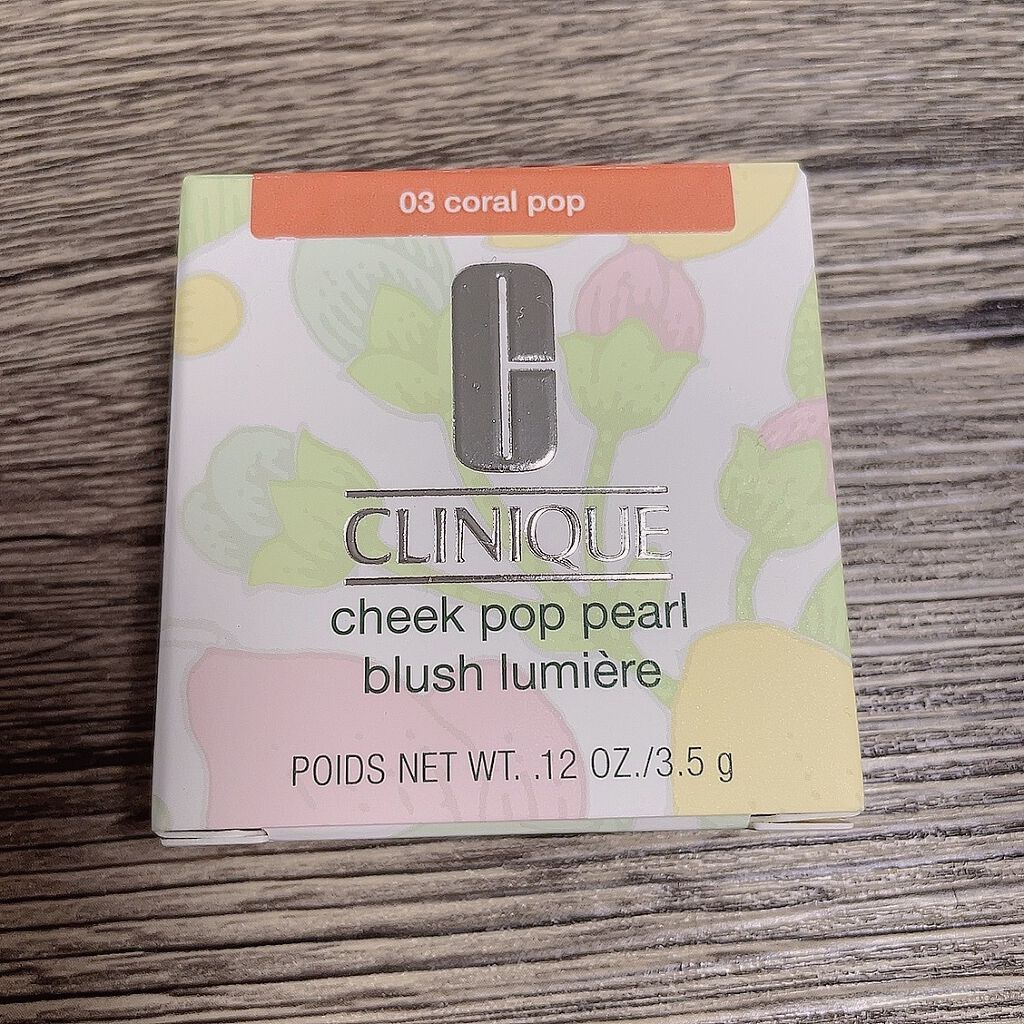 03 coral pop
CLINIQUE
cheek pop pearl
blush lumière
POIDS NET WT. .12 OZ./3.5 g